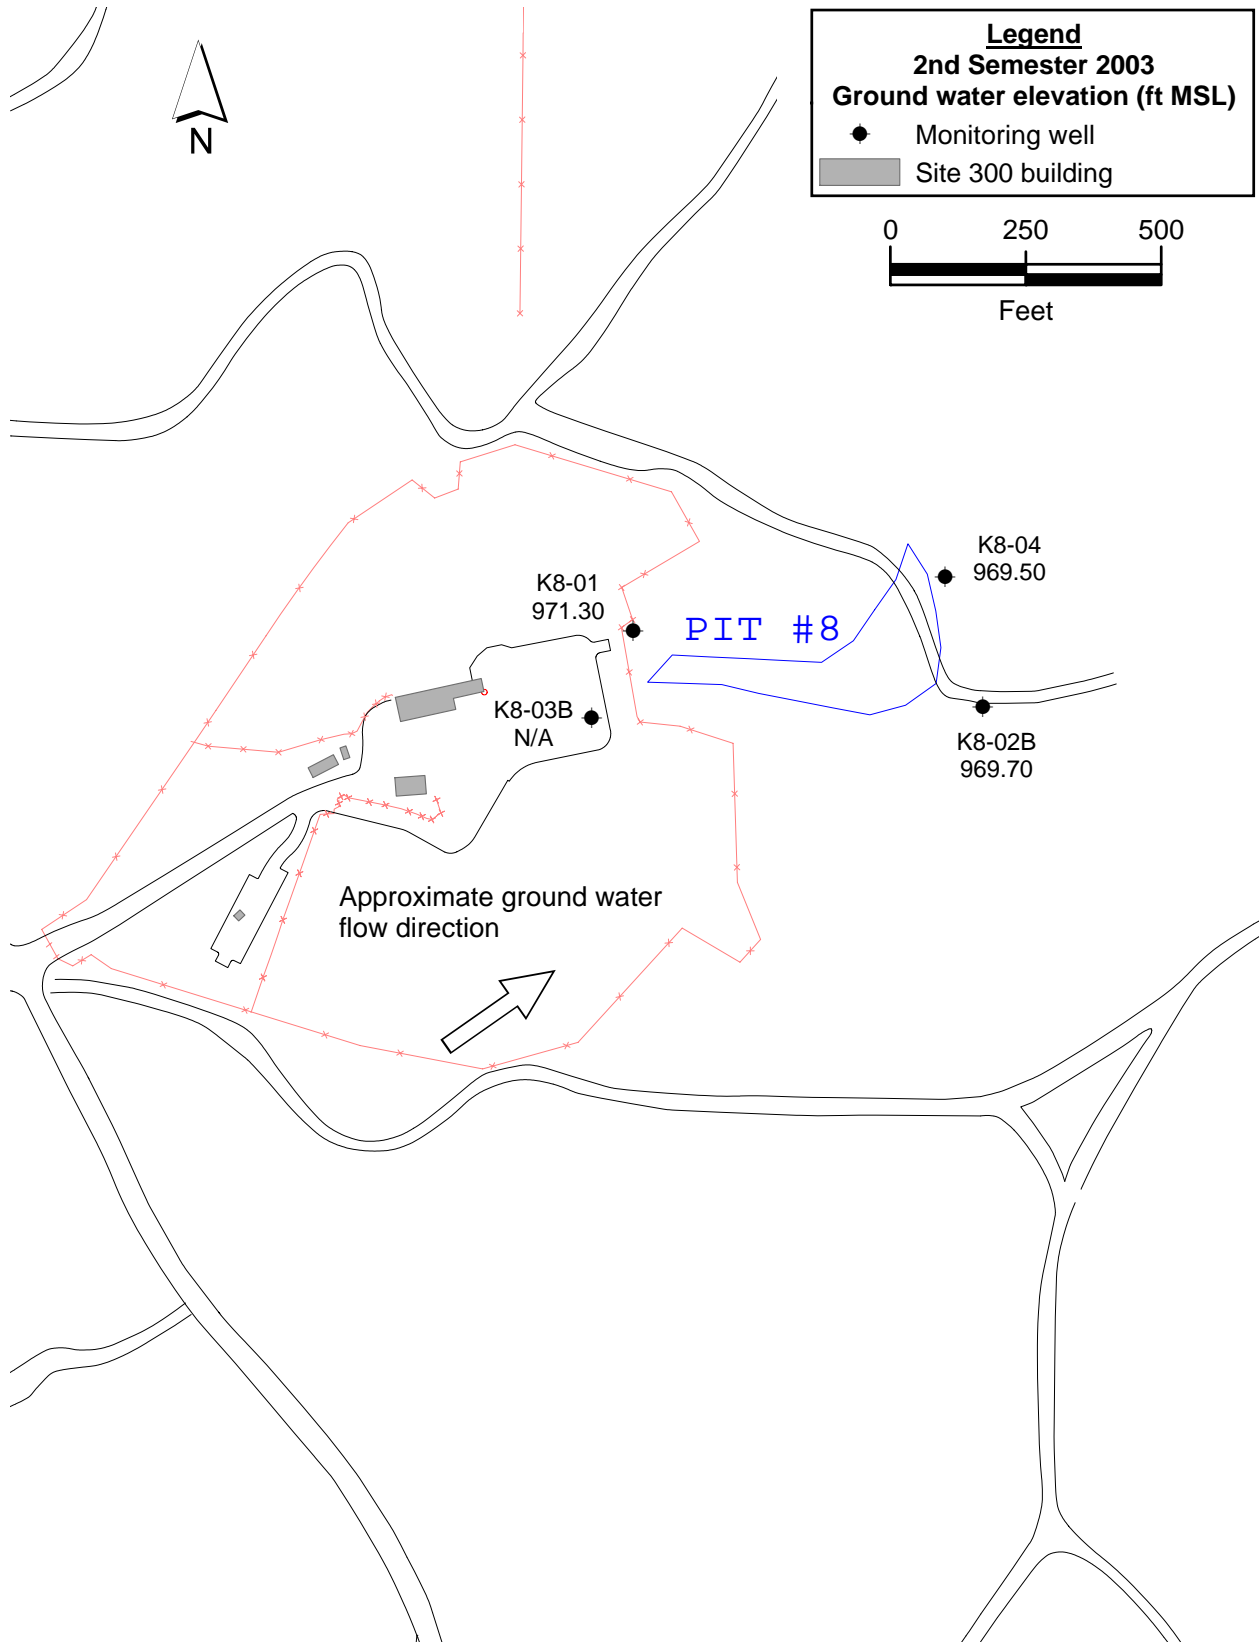 Legend
2nd Semester 2003
Ground water elevation (ft MSL)
Monitoring well
Site 300 building
0 250 500
Feet
N
K8-04
969.50
K8-01
971.30
PIT #8
K8-03B
N/A
K8-02B
969.70
Approximate ground water
flow direction